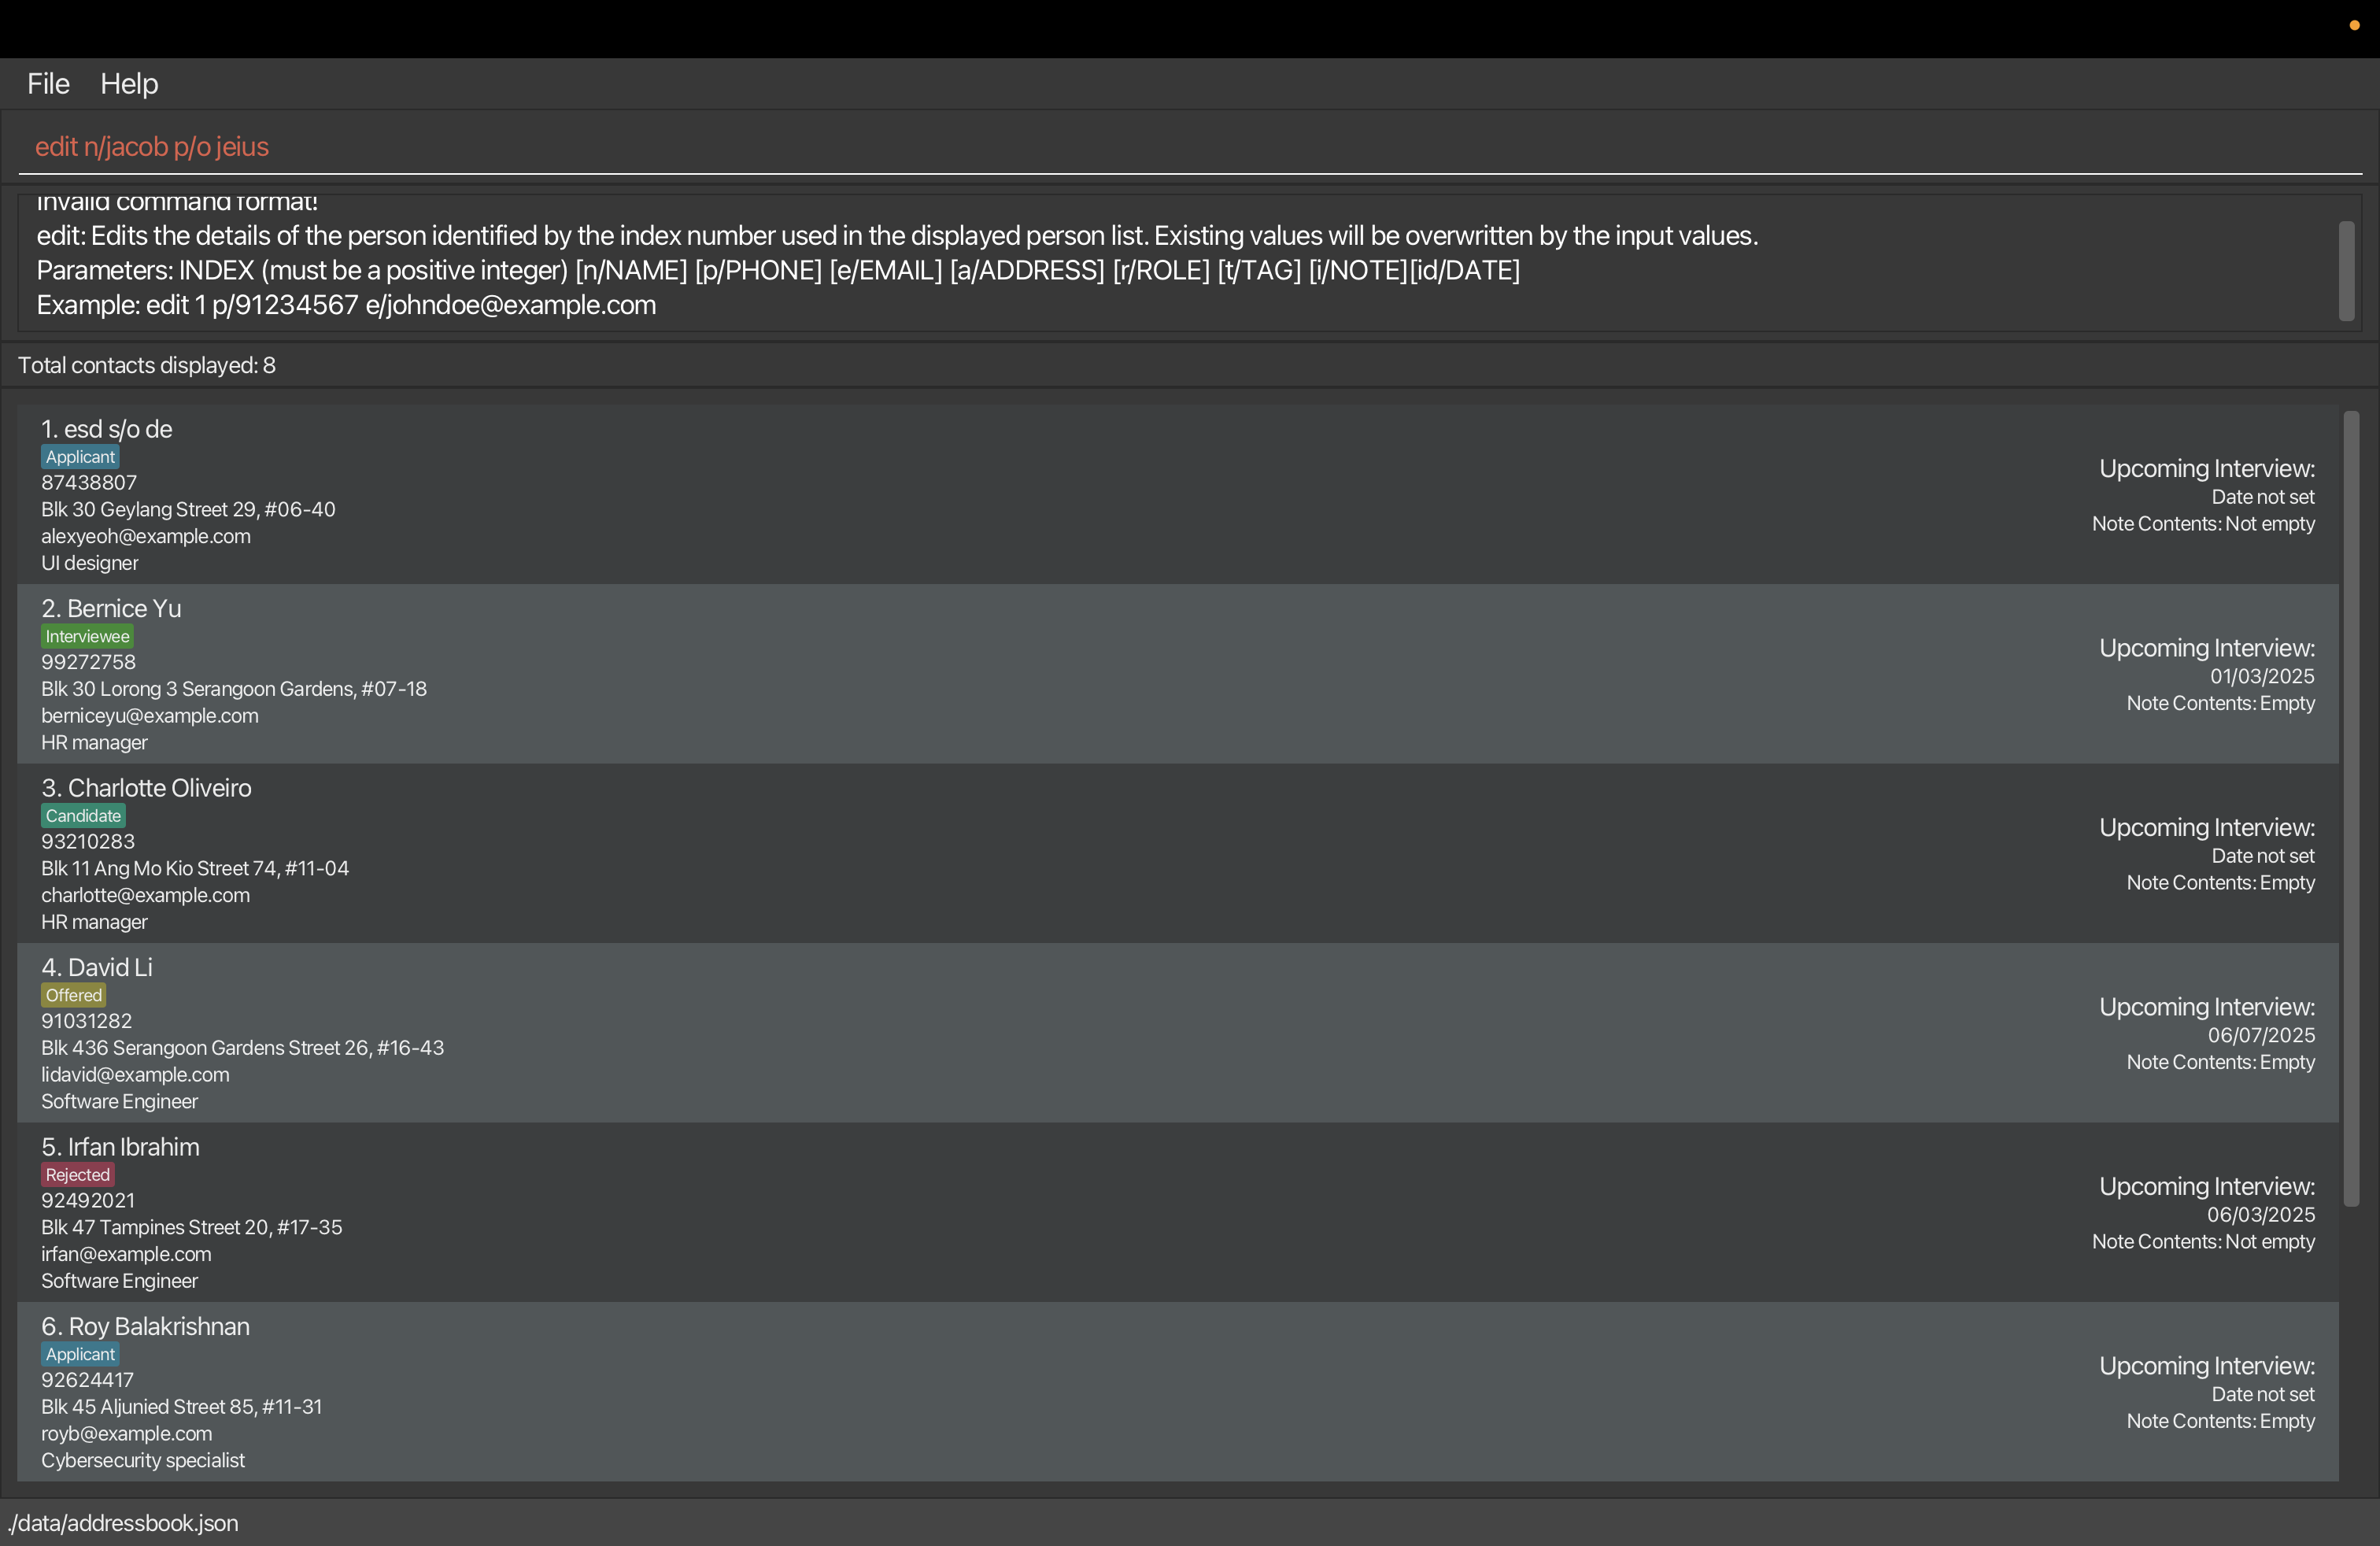 File Help
edit n/jacob p/o jeius
Invalid command format!
edit: Edits the details of the person identified by the index number used in the displayed person list. Existing values will be overwritten by the input values.
Parameters: INDEX (must be a positive integer) [n/NAME] [p/PHONE] [e/EMAIL] [a/ADDRESS] [r/ROLE] [t/TAG] [i/NOTE][id/DATE]
Example: edit 1 p/91234567 e/johndoe@example.com
Total contacts displayed: 8
1. esd s/o de
Applicant
87438807
Blk 30 Geylang Street 29, #06-40
alexyeoh@example.com
UI designer
Upcoming Interview:
Date not set
Note Contents: Not empty
2. Bernice Yu
Interviewee
99272758
Blk 30 Lorong 3 Serangoon Gardens, #07-18
berniceyu@example.com
HR manager
Upcoming Interview:
01/03/2025
Note Contents: Empty
3. Charlotte Oliveiro
Candidate
93210283
Blk 11 Ang Mo Kio Street 74, #11-04
charlotte@example.com
HR manager
Upcoming Interview:
Date not set
Note Contents: Empty
4. David Li
Offered
91031282
Blk 436 Serangoon Gardens Street 26, #16-43
lidavid@example.com
Software Engineer
Upcoming Interview:
06/07/2025
Note Contents: Empty
5. Irfan Ibrahim
Rejected
92492021
Blk 47 Tampines Street 20, #17-35
irfan@example.com
Software Engineer
Upcoming Interview:
06/03/2025
Note Contents: Not empty
6. Roy Balakrishnan
Applicant
92624417
Blk 45 Aljunied Street 85, #11-31
royb@example.com
Cybersecurity specialist
Upcoming Interview:
Date not set
Note Contents: Empty
./data/addressbook.json